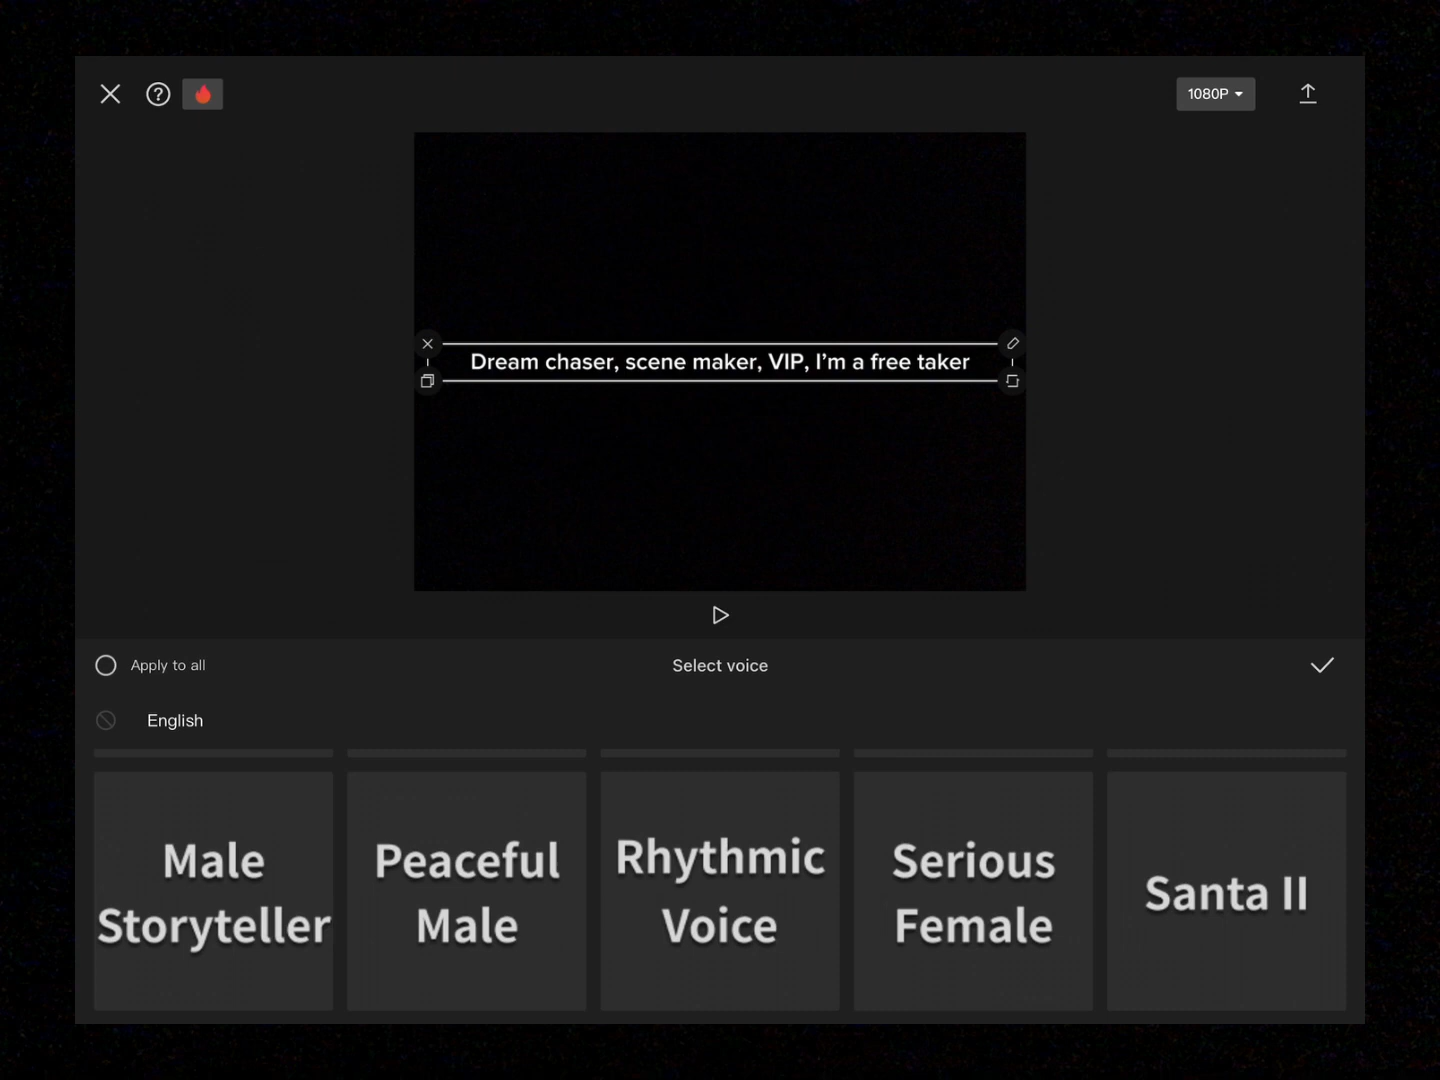 1080P
Dream chaser, scene maker, VIP, I'm a free taker
Apply to all
Select voice
English
Male
Storyteller
Peaceful
Male
Rhythmic
Voice
Serious
Female
Santa II